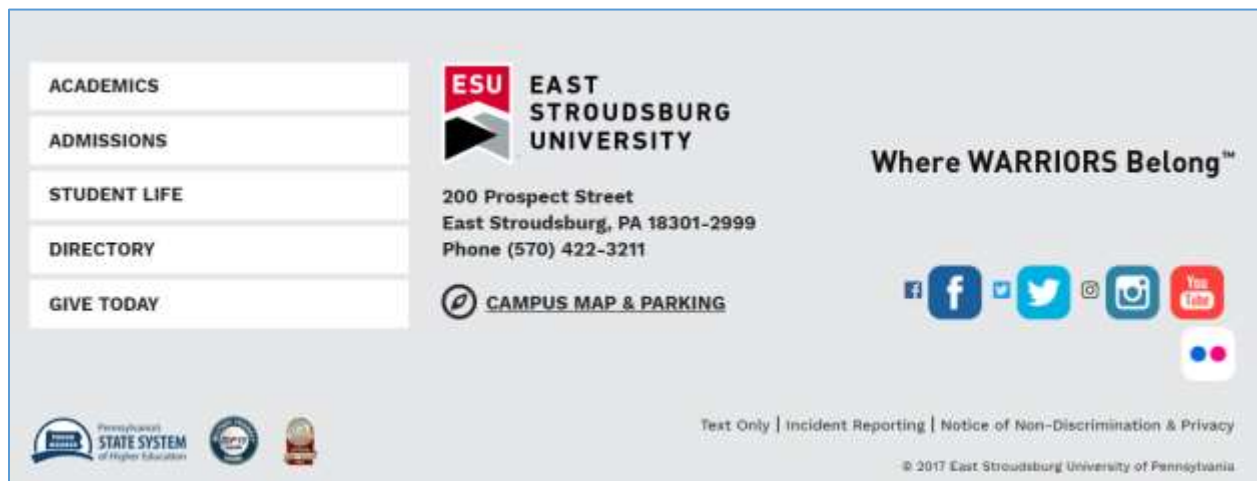 ACADEMICS
ADMISSIONS
STUDENT LIFE
DIRECTORY
GIVE TODAY
ESU
EAST
STROUDSBURG
UNIVERSITY
200 Prospect Street
East Stroudsburg, PA 18301-2999
Phone (570) 422-3211
CAMPUS MAP & PARKING
Where WARRIORS Belong™
You
Tube
Pennsylvania's
STATE SYSTEM
of Higher Education
Text Only | Incident Reporting | Notice of Non-Discrimination & Privacy
© 2017 East Stroudsburg University of Pennsylvania